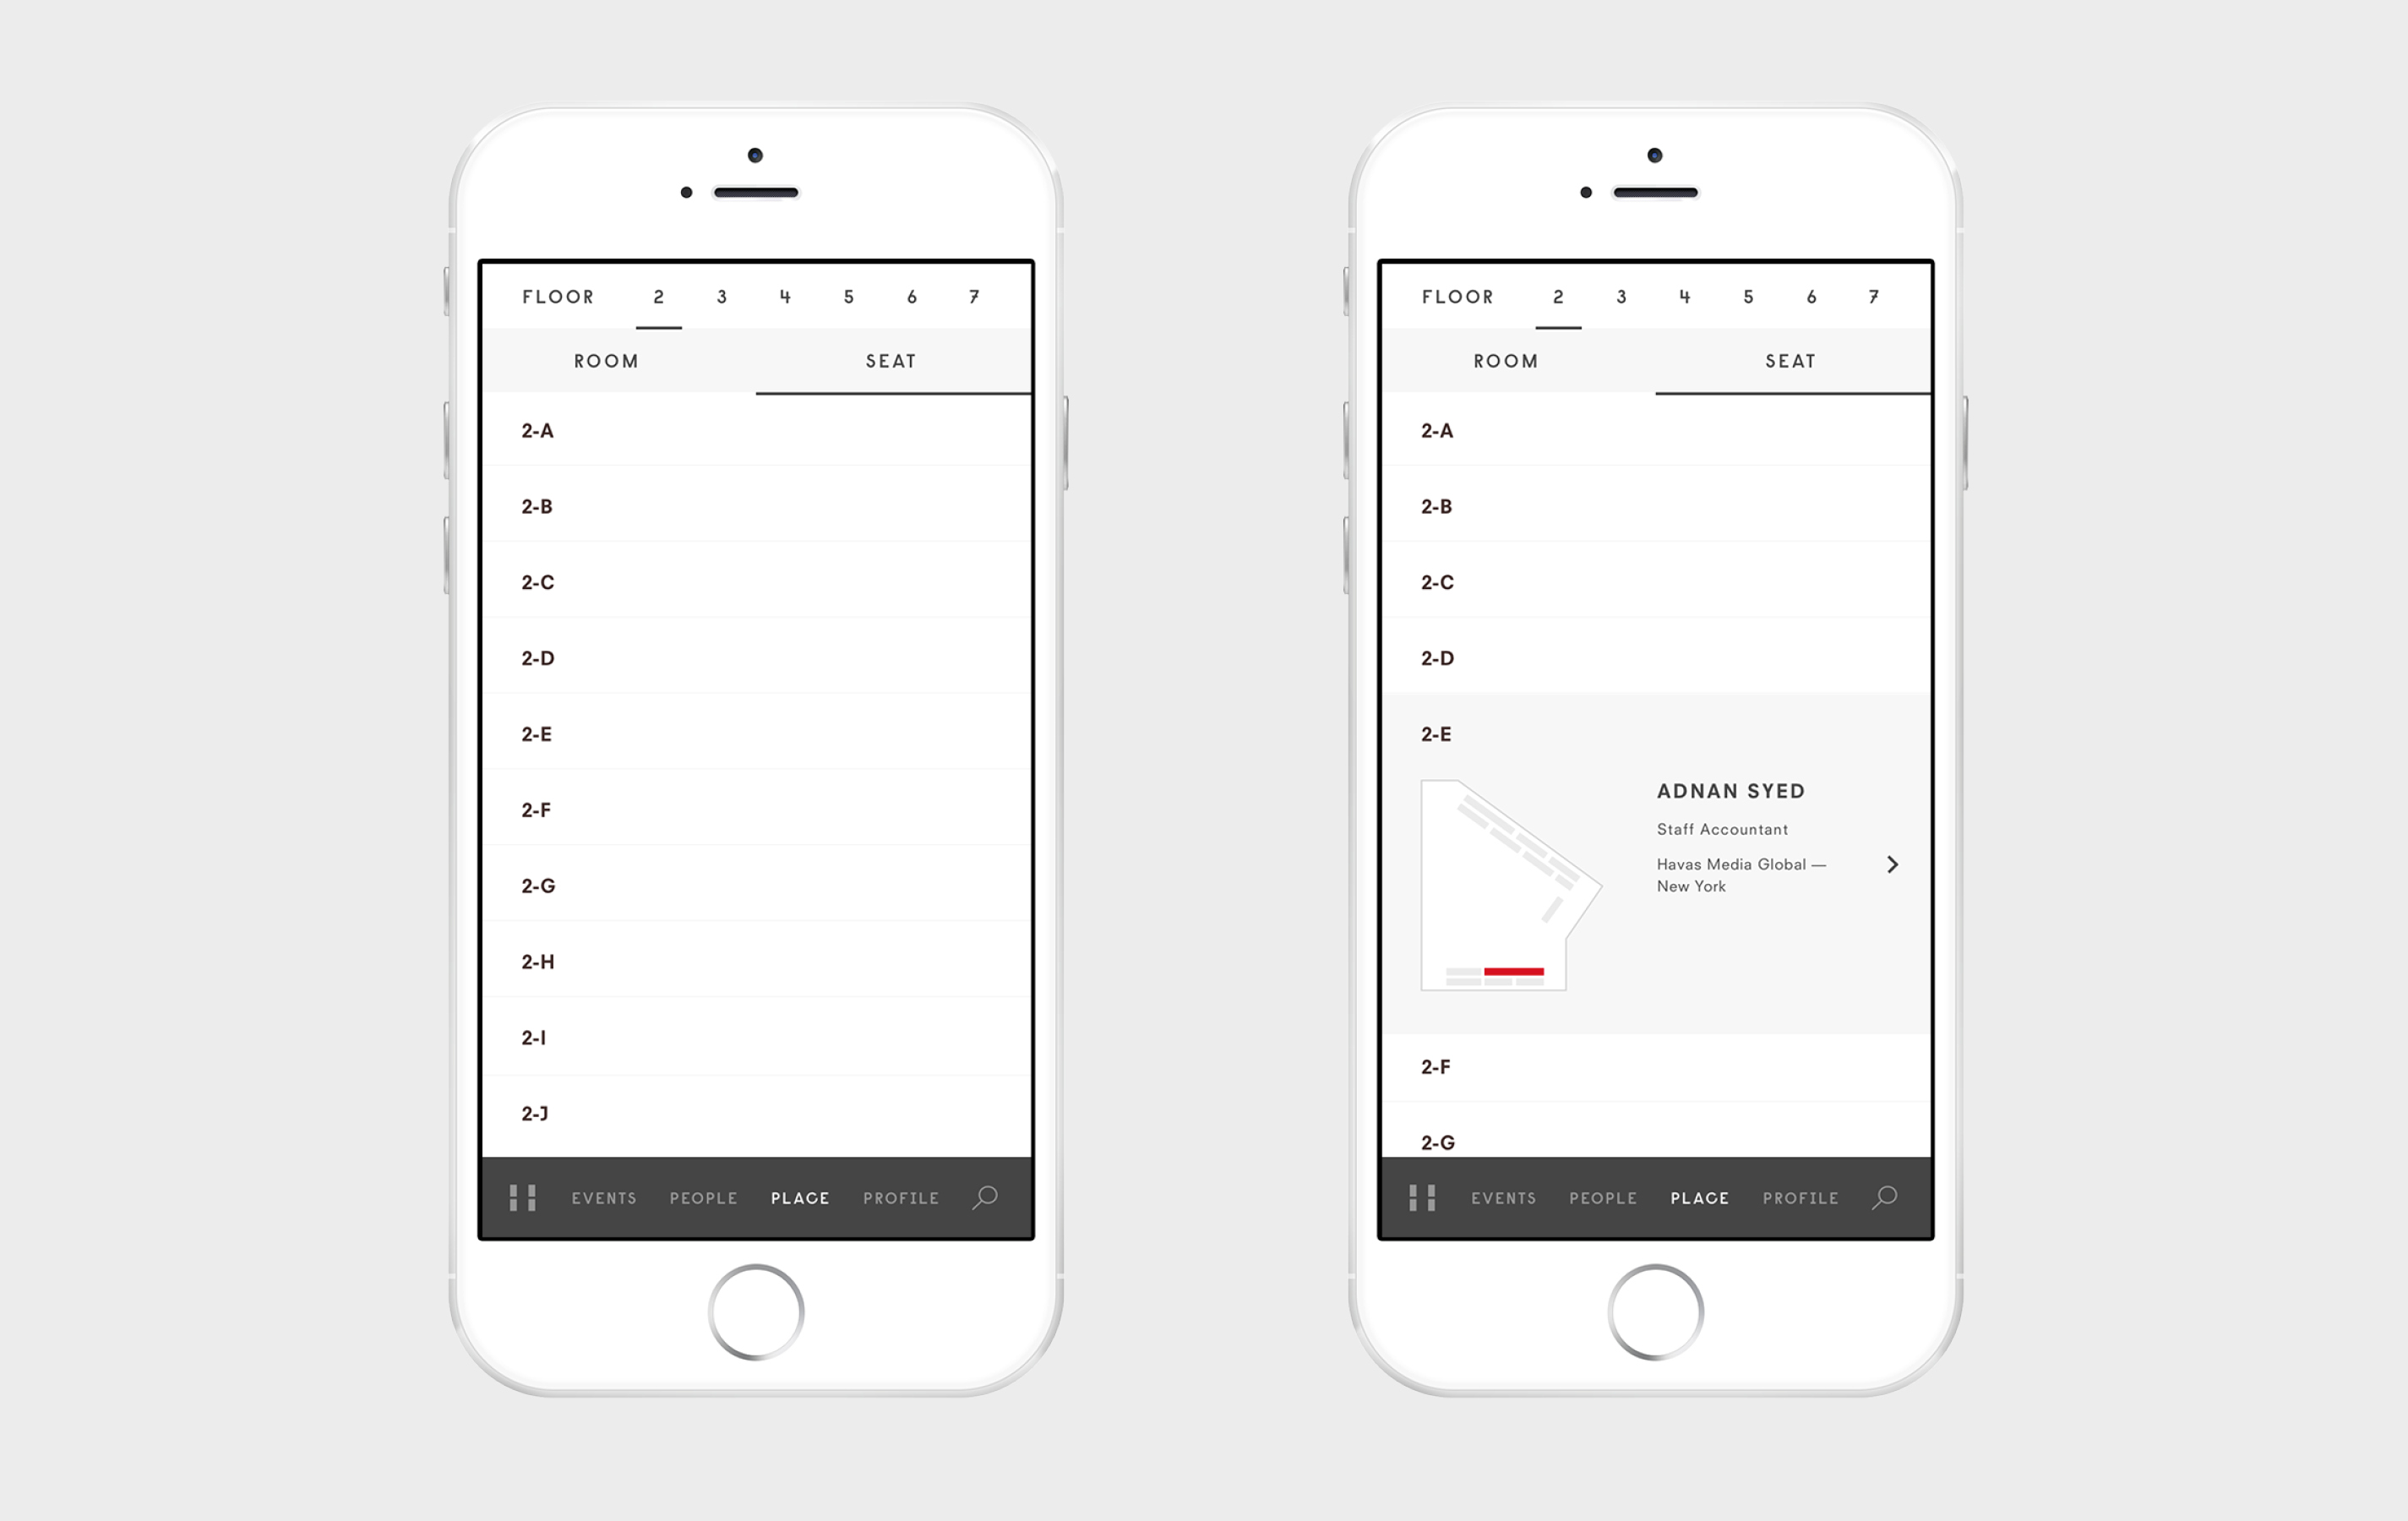 FLOOR 2 3 4 5 6 7
ROOM SEAT
2-A
2-B
2-C
2-D
2-E
2-F
2-G
2-H
2-I
2-J
EVENTS PEOPLE PLACE PROFILE
FLOOR 2 3 4 5 6 7
ROOM SEAT
2-A
2-B
2-C
2-D
2-E
ADNAN SYED
Staff Accountant
Havas Media Global —
New York
2-F
2-G
EVENTS PEOPLE PLACE PROFILE